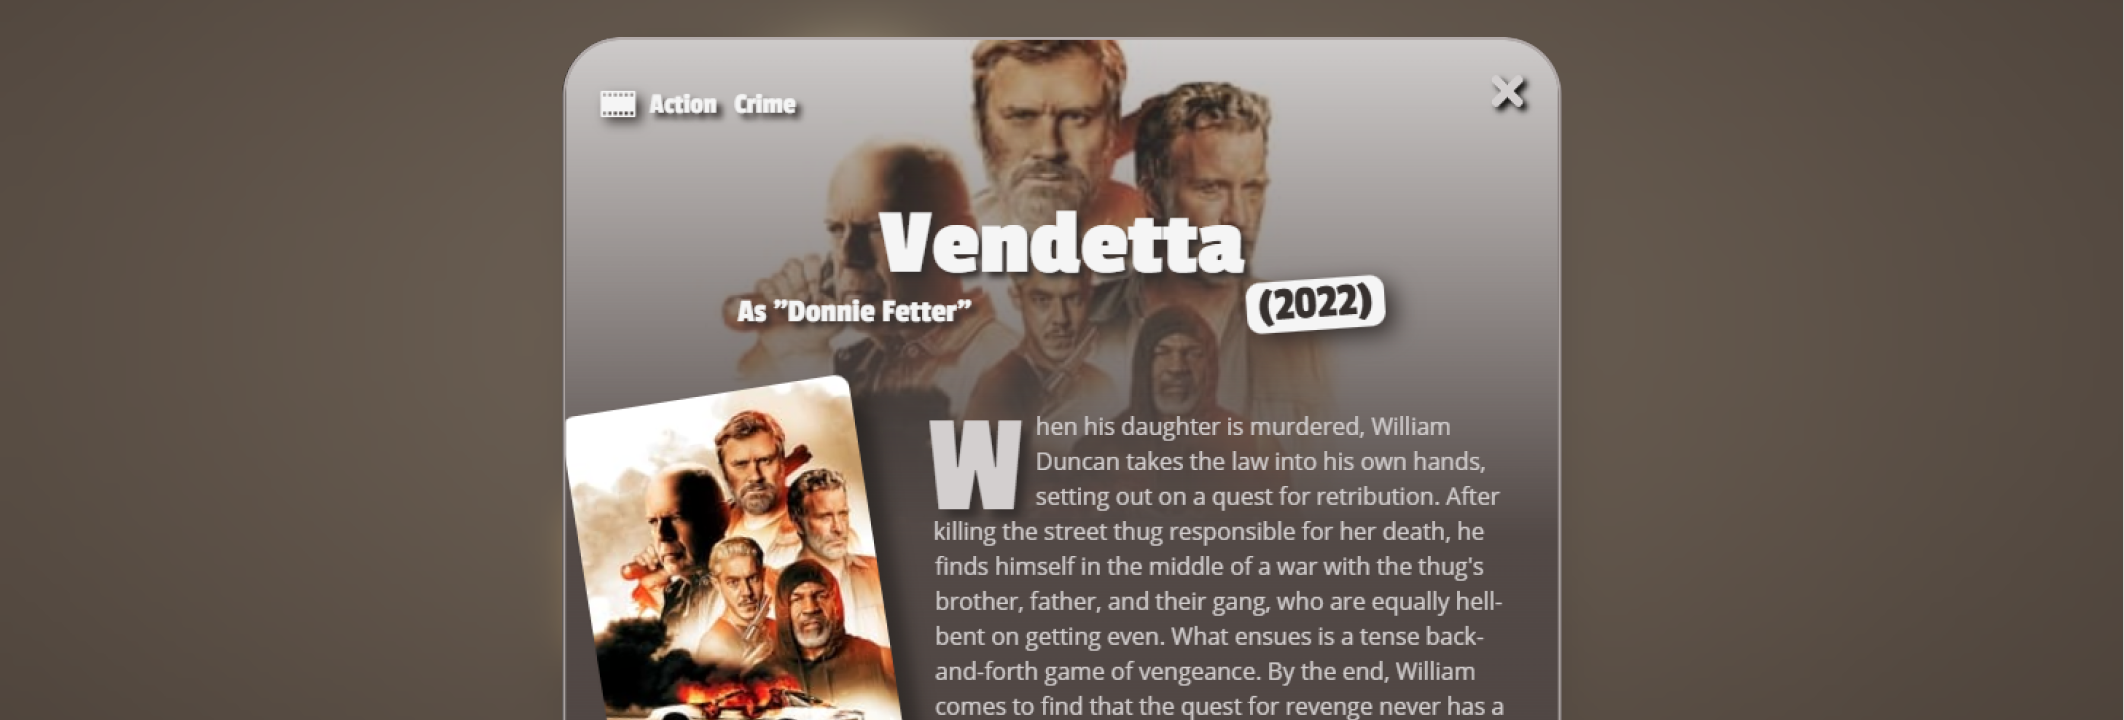 Action Crime
Vendetta
(2022)
As ”Donnie Fetter”
When his daughter is murdered, William
Duncan takes the law into his own hands,
setting out on a quest for retribution. After
killing the street thug responsible for her death, he
finds himself in the middle of a war with the thug's
brother, father, and their gang, who are equally hell-
bent on getting even. What ensues is a tense back-
and-forth game of vengeance. By the end, William
comes to find that the quest for revenge never has a